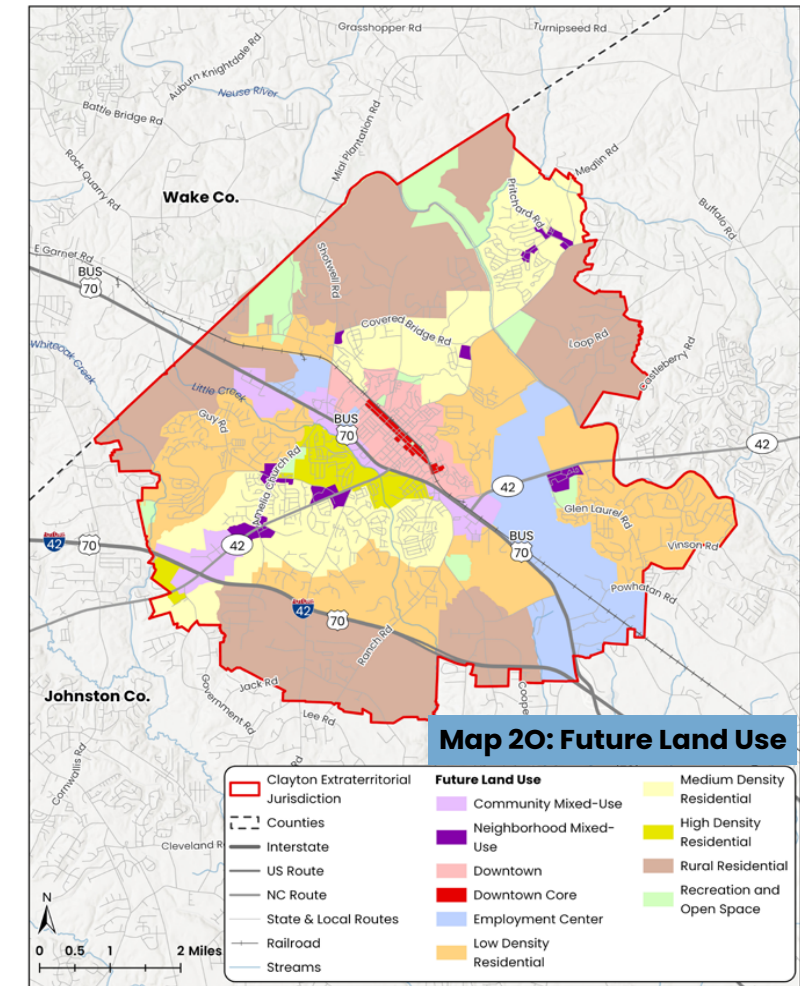 Grasshopper Rd
Turnipseed Rd
Auburn Knightdale Rd
Neuse River
Battle Bridge Rd
Mial Plantation Rd
Rock Quarry Rd
Medlin Rd
Wake Co.
Pritchard Rd
Buffalo Rd
E Garner Rd
Shotwell Rd
BUS
70
Covered Bridge Rd
Loop Rd
Whiteoak Creek
Castleberry Rd
Little Creek
Guy Rd
BUS
70
42
Amelia Church Rd
42
Glen Laurel Rd
42
70
42
BUS
70
Vinson Rd
Powhatan Rd
42
70
Ranch Rd
Jack Rd
Johnston Co.
Government Rd
Lee Rd
Coope
Map 2O: Future Land Use
Rd
Cornwallis Rd
Cleveland R
Clayton Extraterritorial
Jurisdiction
Counties
Interstate
US Route
NC Route
State & Local Routes
Railroad
Streams
Future Land Use
Community Mixed-Use
Neighborhood Mixed-
Use
Downtown
Downtown Core
Employment Center
Low Density
Residential
Medium Density
Residential
High Density
Residential
Rural Residential
Recreation and
Open Space
N
0 0.5 1 2 Miles